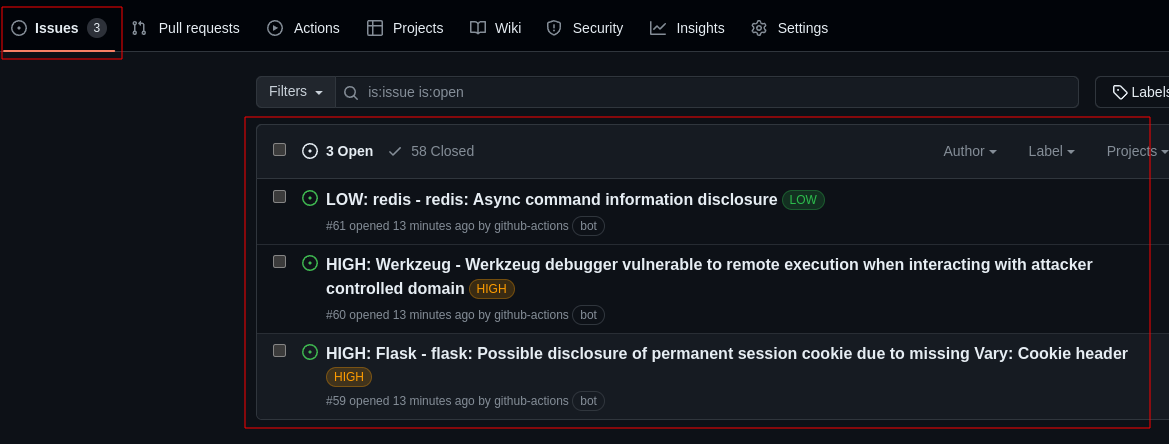 Issues 3 Pull requests Actions Projects Wiki Security Insights Settings
Filters is:issue is:open Labels
3 Open 58 Closed Author Label Projects
LOW: redis - redis: Async command information disclosure LOW
#61 opened 13 minutes ago by github-actions bot
HIGH: Werkzeug - Werkzeug debugger vulnerable to remote execution when interacting with attacker
controlled domain HIGH
#60 opened 13 minutes ago by github-actions bot
HIGH: Flask - flask: Possible disclosure of permanent session cookie due to missing Vary: Cookie header
HIGH
#59 opened 13 minutes ago by github-actions bot